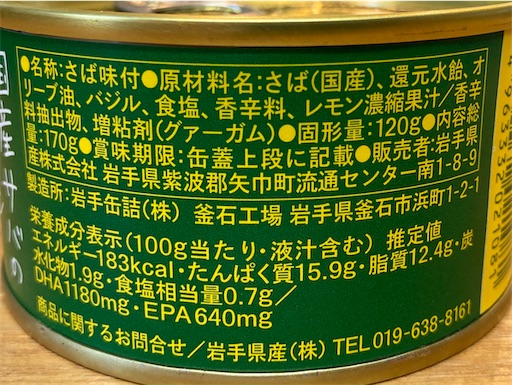 ●名称:さば味付●原材料名:さば(国産)、還元水飴、オ
リーブ油、バジル、食塩、香辛料、レモン濃縮果汁/香辛
料抽出物、増粘剤(グァーガム)●固形量:120g●内容総
量:170g●賞味期限:缶蓋上段に記載●販売者:岩手県
産株式会社 岩手県紫波郡矢巾町流通センター南1-8-9
製造所:岩手缶詰(株) 釜石工場 岩手県釜石市浜町1-2-1
栄養成分表示(100g当たり・液汁含む) 推定値
エネルギー183kcal・たんぱく質15.9g・脂質12.4g・炭
水化物1.9g・食塩相当量0.7g/
DHA1180mg・EPA640mg
商品に関するお問合せ/岩手県産(株) TEL 019-638-8161
国産サバの